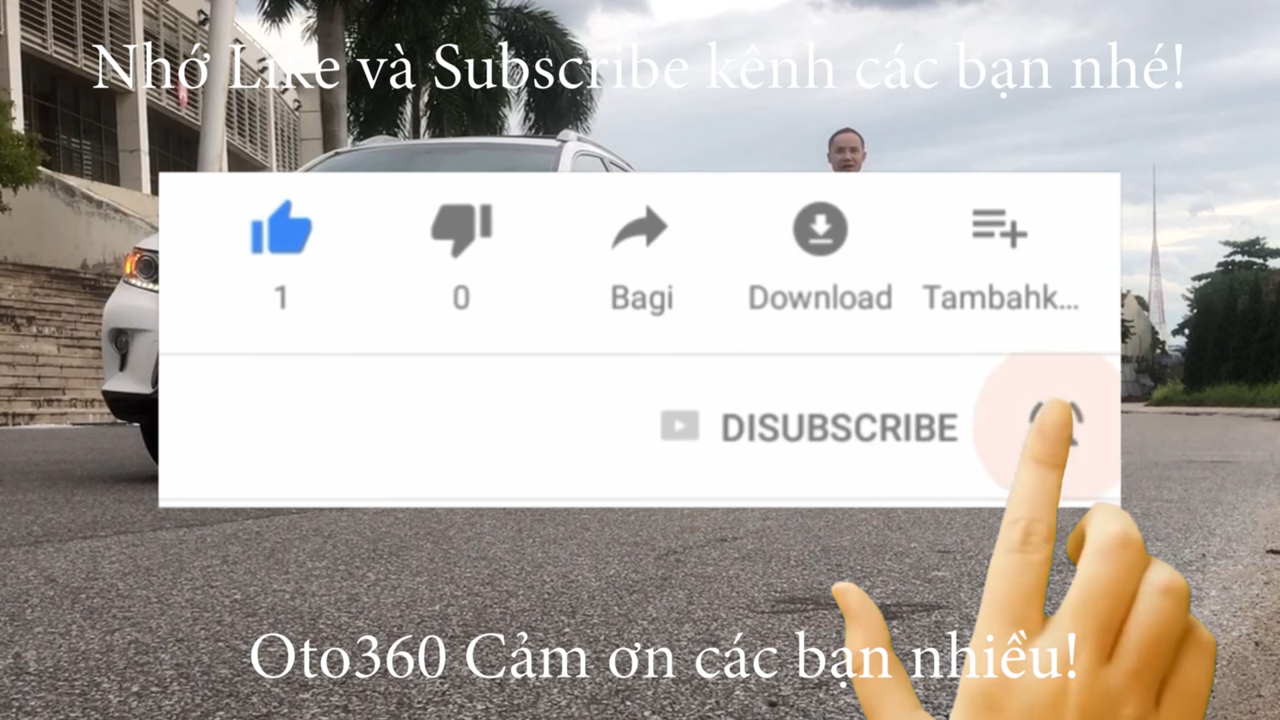 Nhớ Like và Subscribe kênh các bạn nhé!
1
0
Bagi
Download
Tambahk...
DISUBSCRIBE
Oto360 Cảm ơn các bạn nhiều!